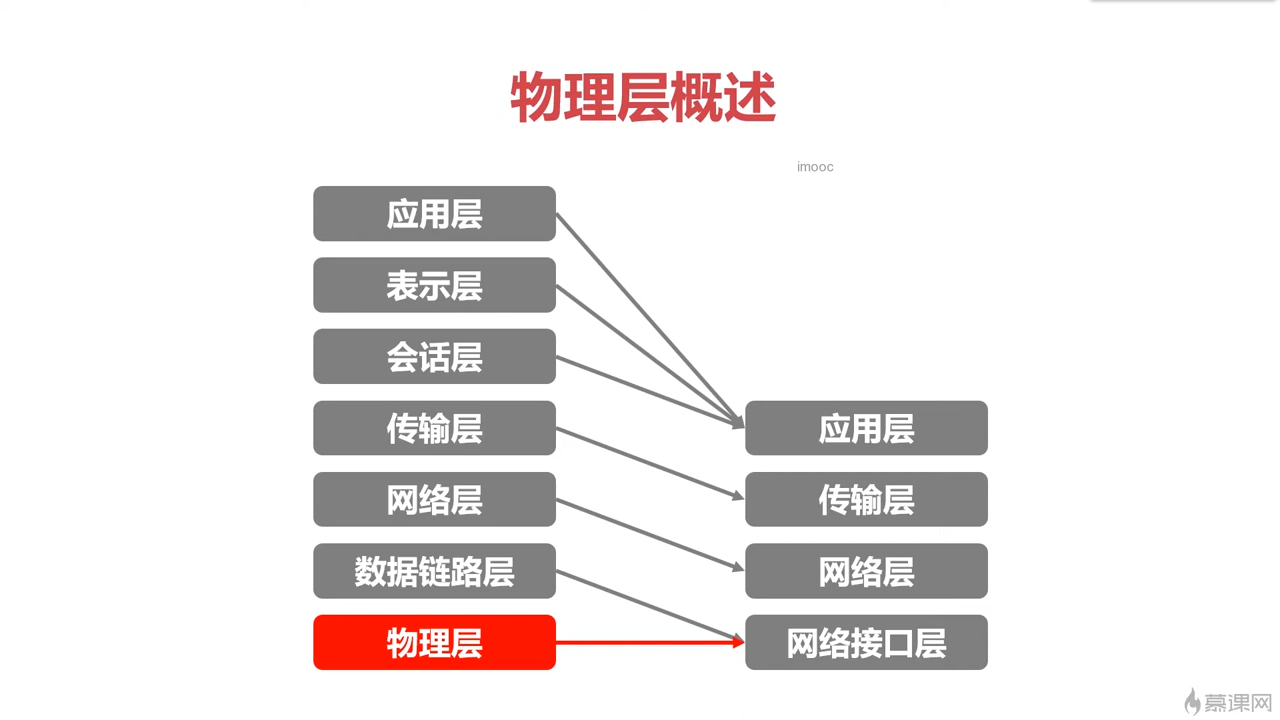 物理层概述
imooc
应用层
表示层
会话层
传输层
网络层
数据链路层
物理层
应用层
传输层
网络层
网络接口层
慕课网